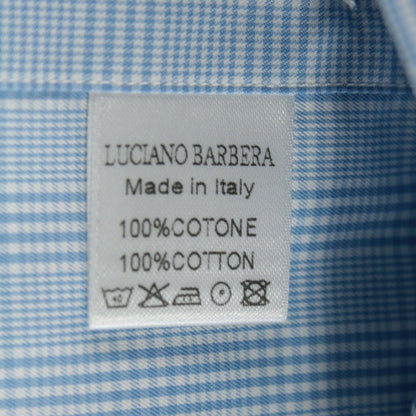 LUCIANO BARBERA
Made in Italy
100%COTONE
100%COTTON